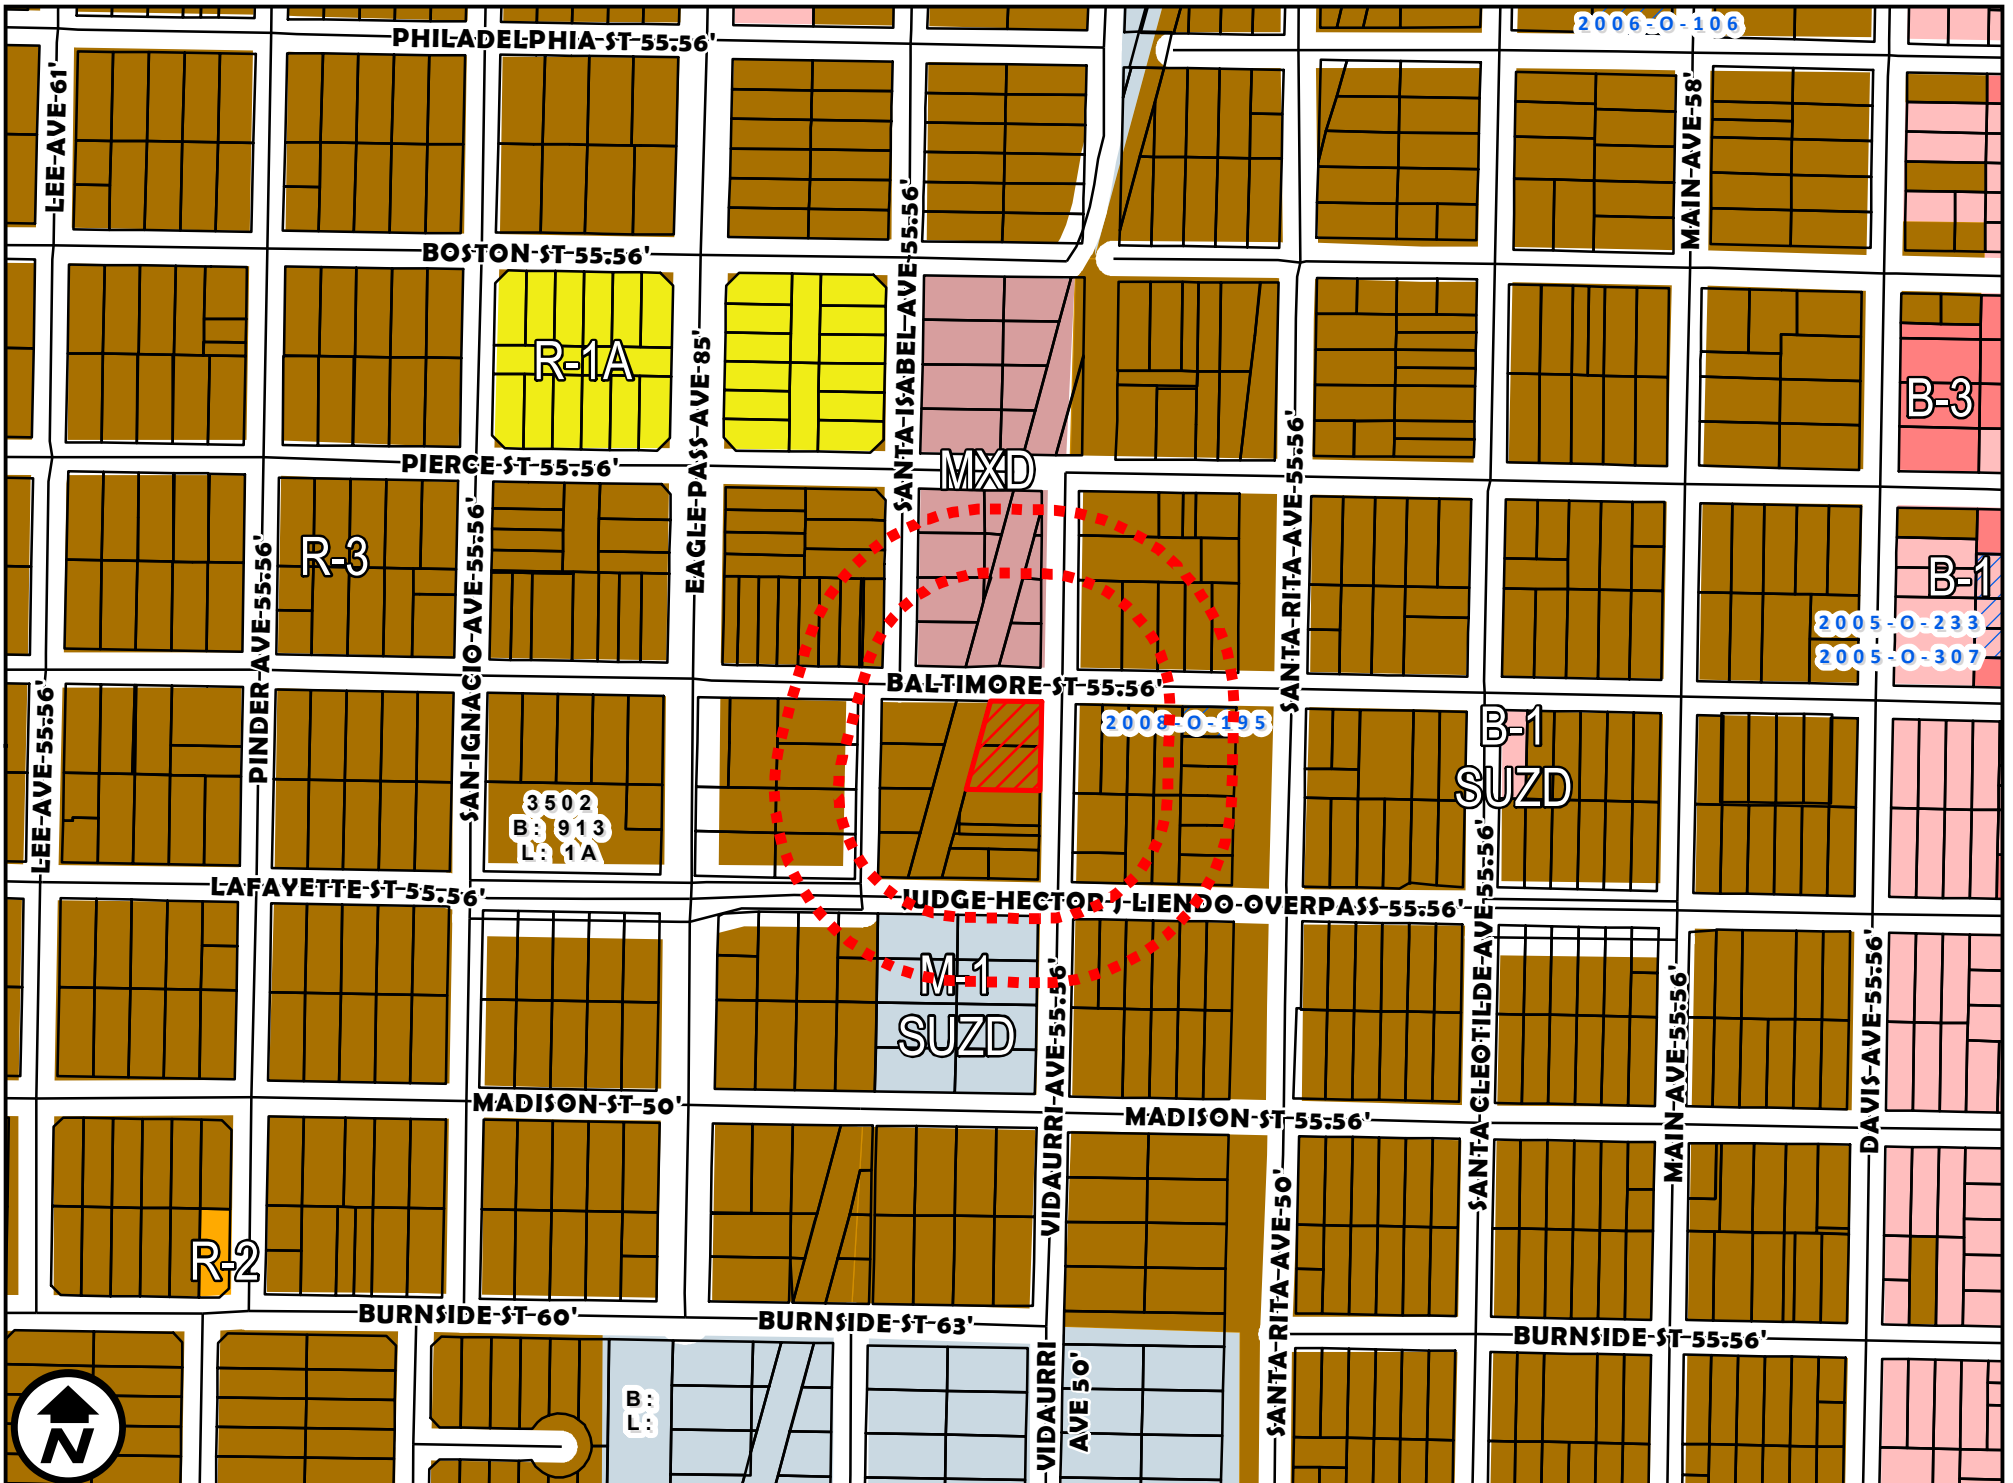 2006-O-106
PHILADELPHIA ST 55.56'
LEE AVE 61'
MAIN AVE 58'
BOSTON ST 55.56'
SANTA ISABEL AVE 55.56'
R-1A
EAGLE PASS AVE 85'
B-3
PIERCE ST 55.56'
MXD
SANTA RITA AVE 55.56'
R-3
PINDER AVE 55.56'
SAN IGNACIO AVE 55.56'
B-1
2005-O-233
2005-O-307
BALTIMORE ST 55.56'
2008-O-195
B-1
SUZD
LEE AVE 55.56'
3502
B: 913
L: 1A
LAFAYETTE ST 55.56'
JUDGE HECTOR J LIENDO OVERPASS 55.56'
M-1
SUZD
VIDAURRI AVE 55.56'
SANTA CLEOTILDE AVE 55.56'
MAIN AVE 55.56'
DAVIS AVE 55.56'
MADISON ST 50'
MADISON ST 55.56'
R-2
SANTA RITA AVE 50'
BURNSIDE ST 60'
BURNSIDE ST 63'
BURNSIDE ST 55.56'
VIDAURRI
AVE 50'
B:
L:
N